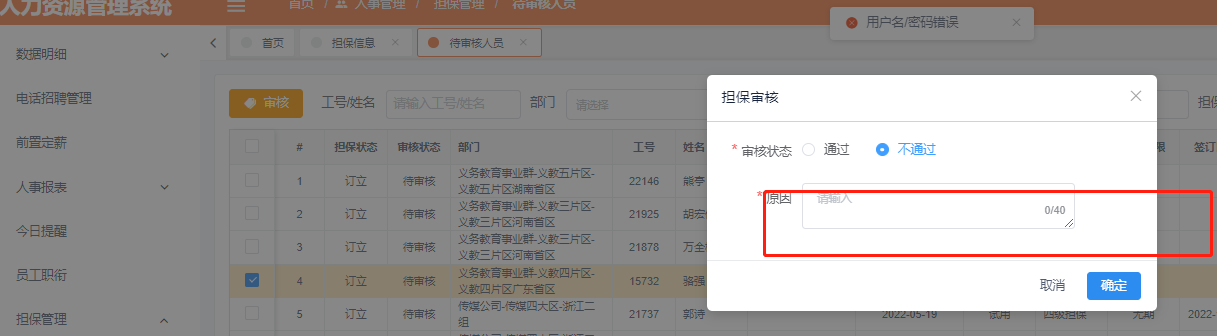 人力资源管理系统
首页 / 人事管理 / 担保管理 / 待审核人员
用户名/密码错误
首页 担保信息 待审核人员
数据明细
电话招聘管理
前置定薪
人事报表
今日提醒
员工职衔
担保管理
审核 工号/姓名 请输入工号/姓名 部门 请选择
# 担保状态 审核状态 部门 工号 姓名 限 签订
1 订立 待审核 义务教育事业群-义教五片区-
义教五片区湖南省区 22146 熊亭
2 订立 待审核 义务教育事业群-义教三片区-
义教三片区河南省区 21925 胡宏
3 订立 待审核 义务教育事业群-义教三片区-
义教三片区河南省区 21878 万全
4 订立 待审核 义务教育事业群-义教四片区-
义教四片区广东省区 15732 骆强
5 订立 待审核 传媒公司-传媒四大区-浙江二
组 21737 郭诗 2022-05-19 试用 四级担保 无期 2022-
担保审核
* 审核状态 通过 不通过
* 原因 请输入
0/40
取消 确定